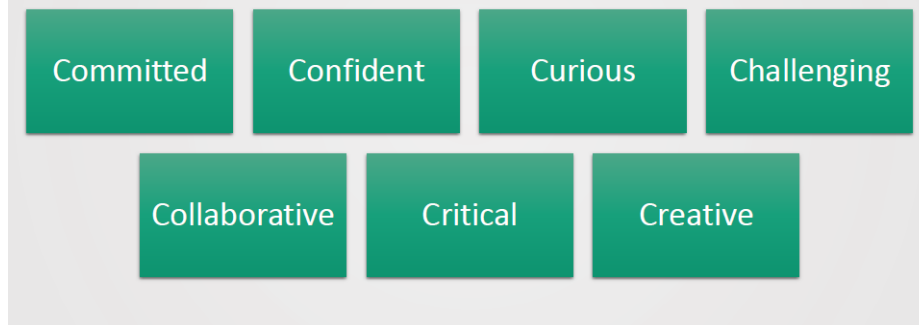 Committed
Confident
Curious
Challenging
Collaborative
Critical
Creative